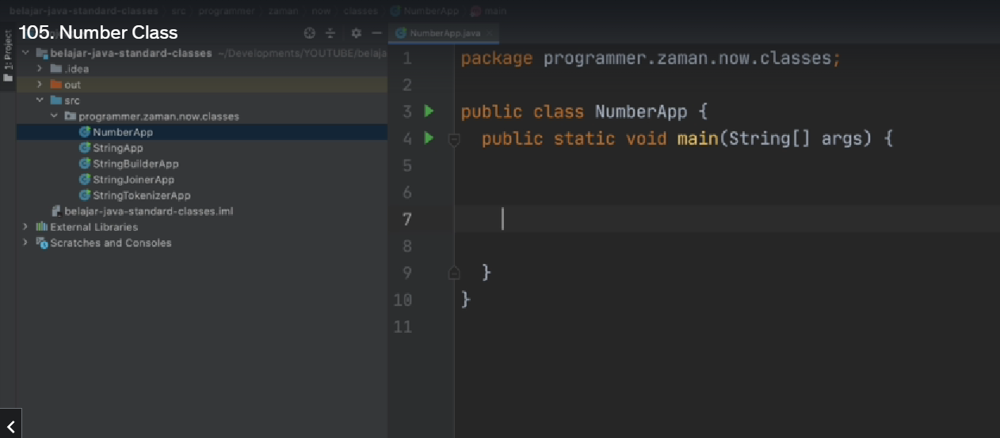 belajar-java-standard-classes src programmer zaman now classes NumberApp main
105. Number Class
NumberApp.java
1: Project
belajar-java-standard-classes ~/Developments/YOUTUBE/belaja
.idea
out
src
programmer.zaman.now.classes
NumberApp
StringApp
StringBuilderApp
StringJoinerApp
StringTokenizerApp
belajar-java-standard-classes.iml
External Libraries
Scratches and Consoles
1 package programmer.zaman.now.classes;
2
3 public class NumberApp {
4 public static void main(String[] args) {
5
6
7
8
9 }
10 }
11